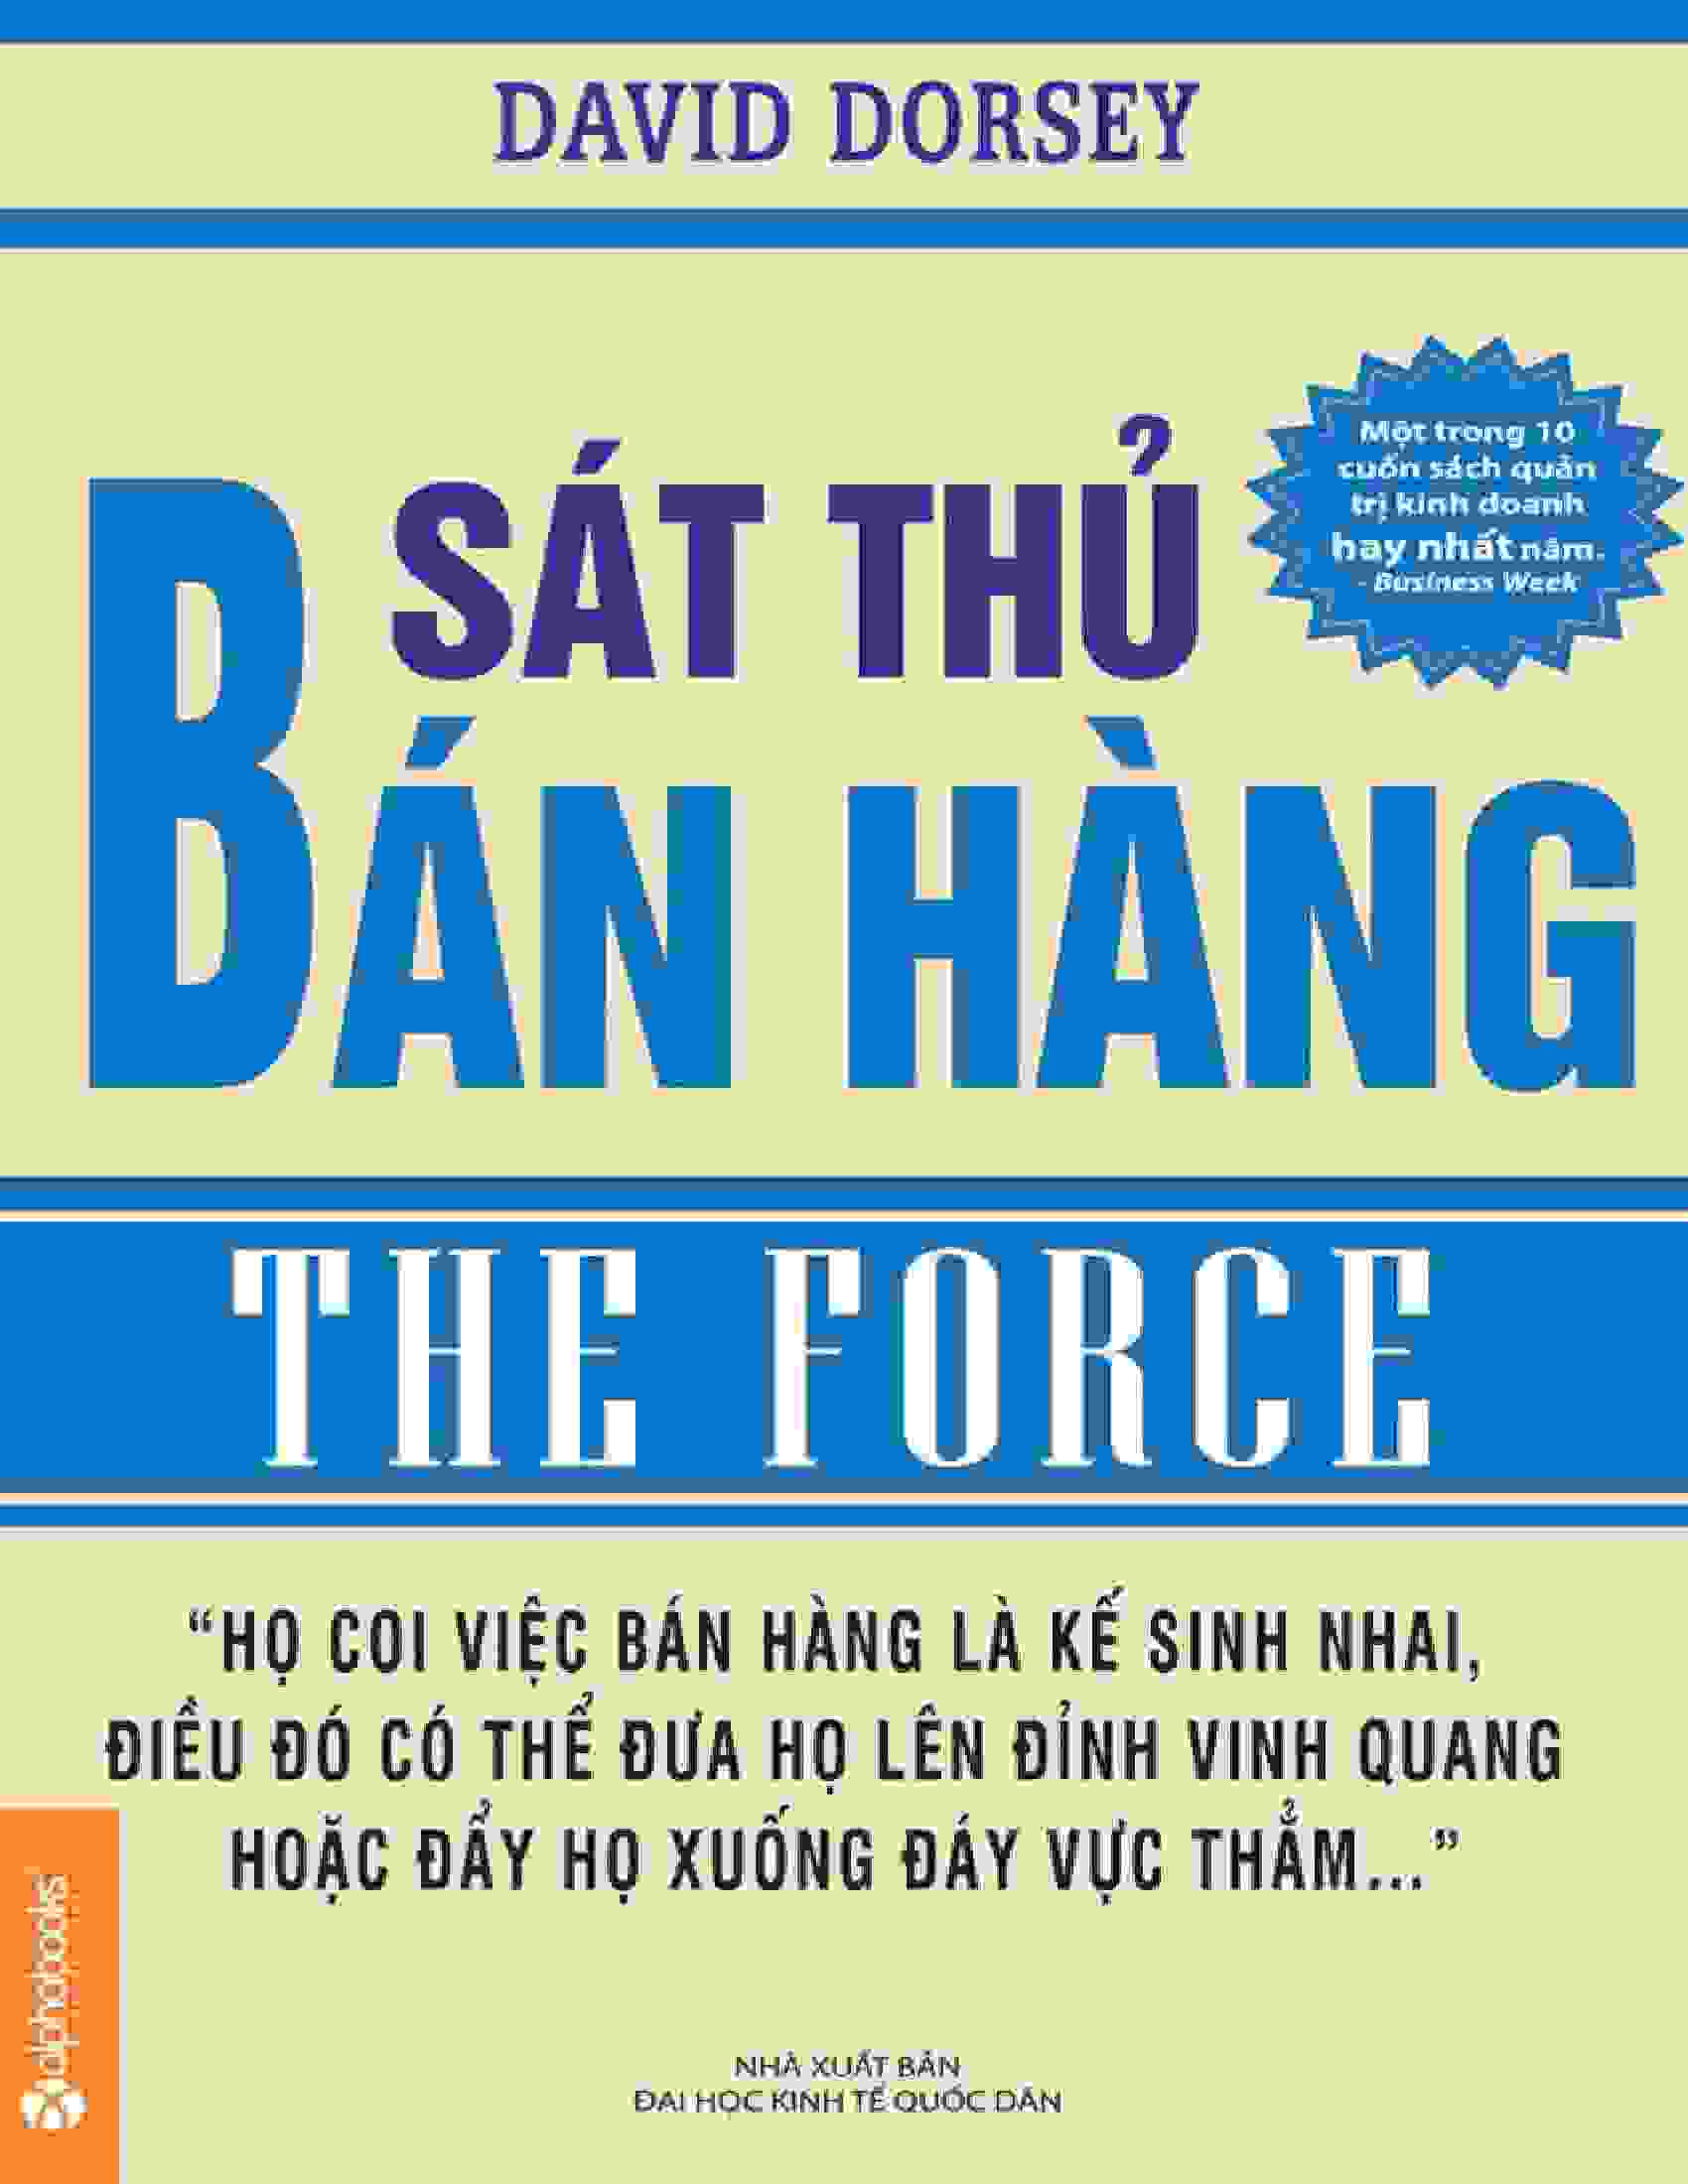 DAVID DORSEY
SÁT THỦ
BÁN HÀNG
Một trong 10
cuốn sách quản
trị kinh doanh
hay nhất năm.
- Business Week
THE FORCE
“HỌ COI VIỆC BÁN HÀNG LÀ KẾ SINH NHAI,
ĐIỀU ĐÓ CÓ THỂ ĐƯA HỌ LÊN ĐỈNH VINH QUANG
HOẶC ĐẨY HỌ XUỐNG ĐÁY VỰC THẲM...”
alphabooks
NHÀ XUẤT BẢN
ĐẠI HỌC KINH TẾ QUỐC DÂN